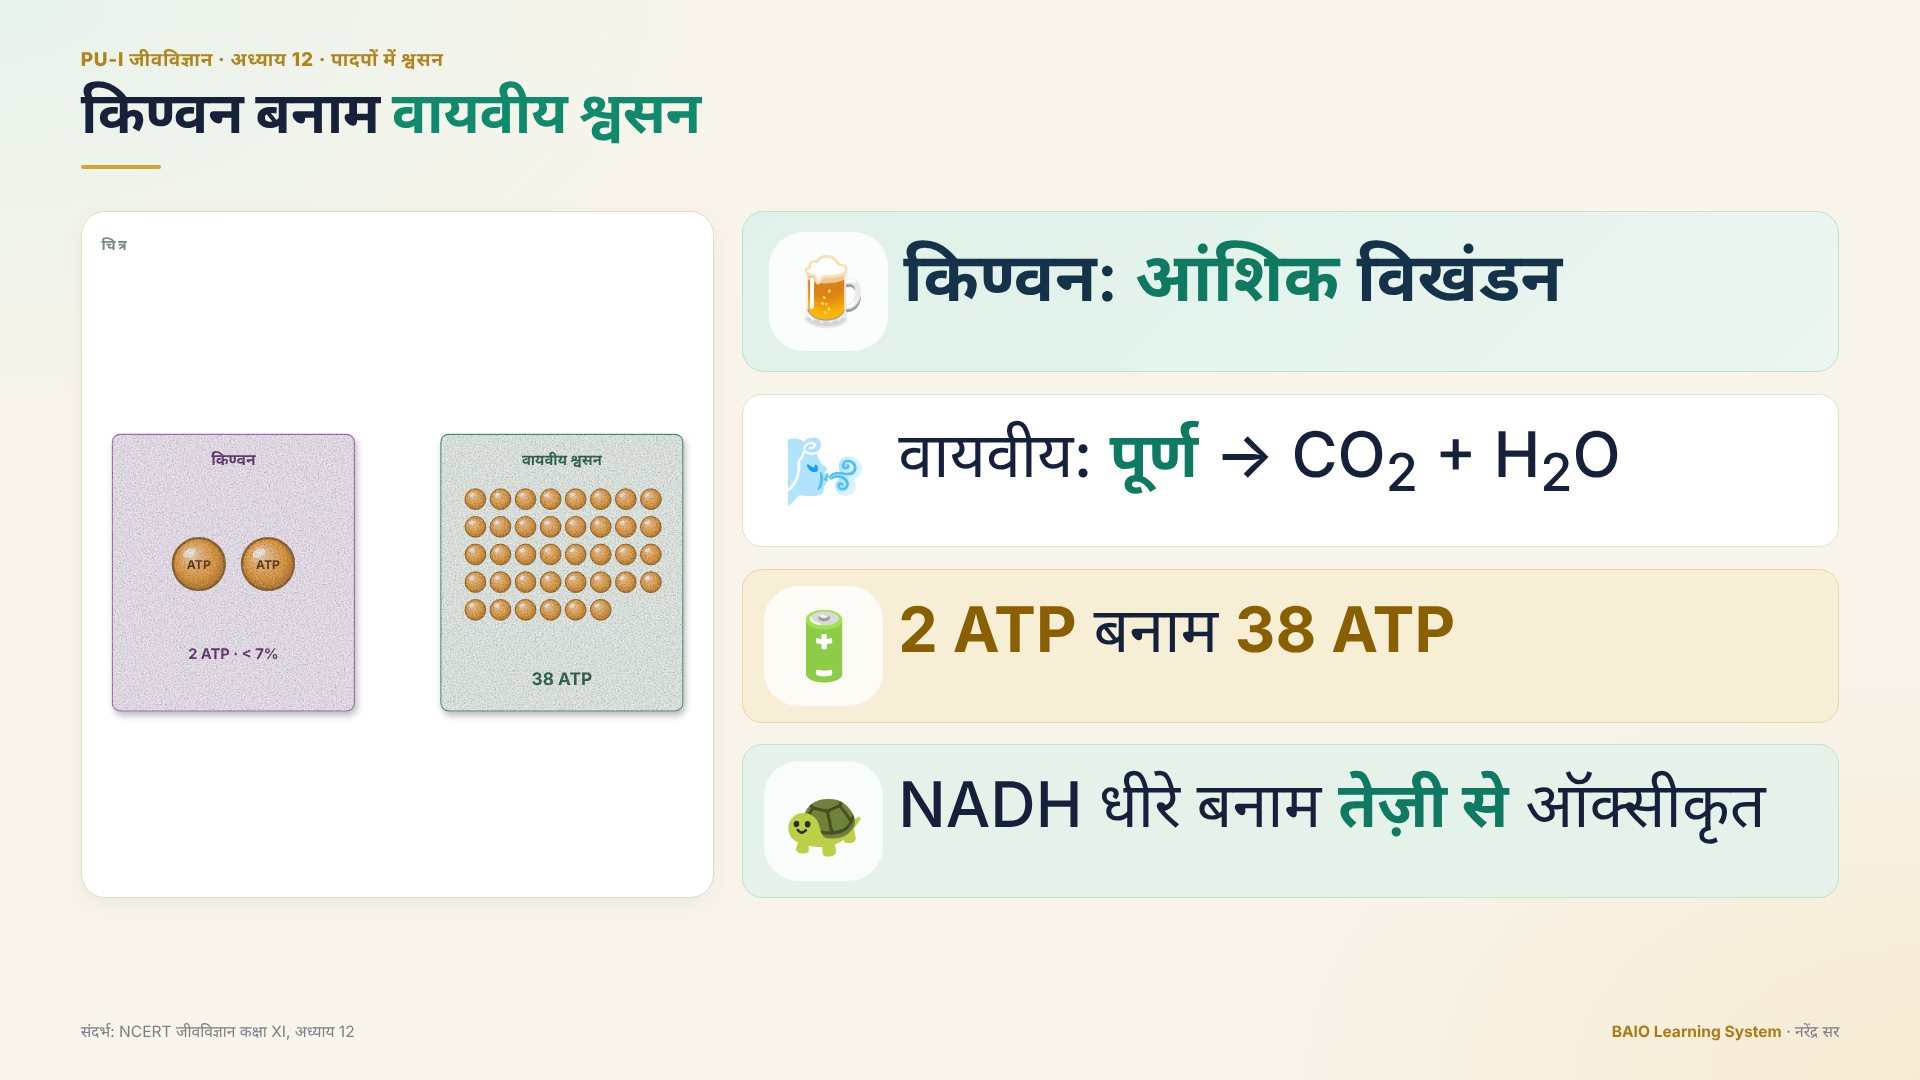 PU-I जीवविज्ञान · अध्याय 12 · पादपों में श्वसन
किण्वन बनाम वायवीय श्वसन
चित्र
किण्वन
ATP ATP
2 ATP · < 7%
वायवीय श्वसन
38 ATP
किण्वन: आंशिक विखंडन
वायवीय: पूर्ण → CO₂ + H₂O
2 ATP बनाम 38 ATP
NADH धीरे बनाम तेज़ी से ऑक्सीकृत
संदर्भ: NCERT जीवविज्ञान कक्षा XI, अध्याय 12
BAIO Learning System · नरेंद्र सर